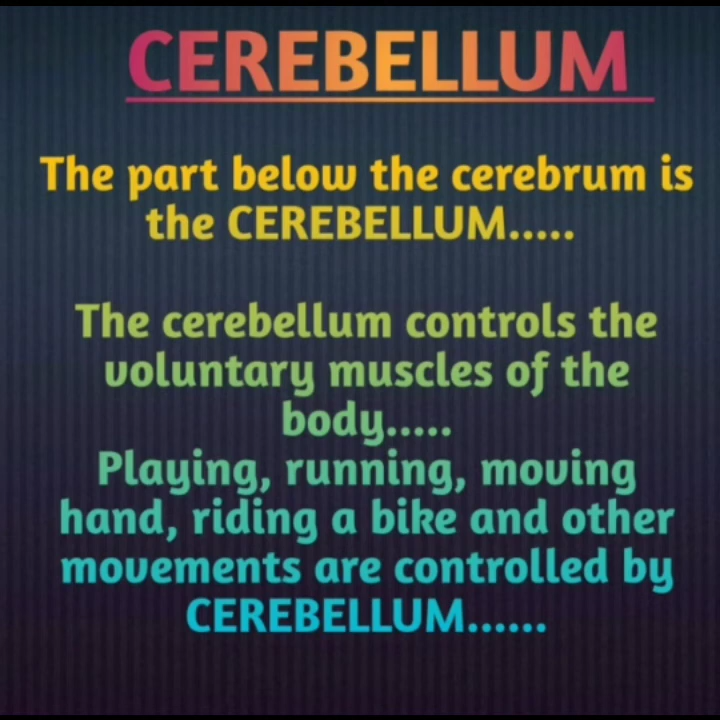 CEREBELLUM
The part below the cerebrum is
the CEREBELLUM.....
The cerebellum controls the
voluntary muscles of the
body.....
Playing, running, moving
hand, riding a bike and other
movements are controlled by
CEREBELLUM......